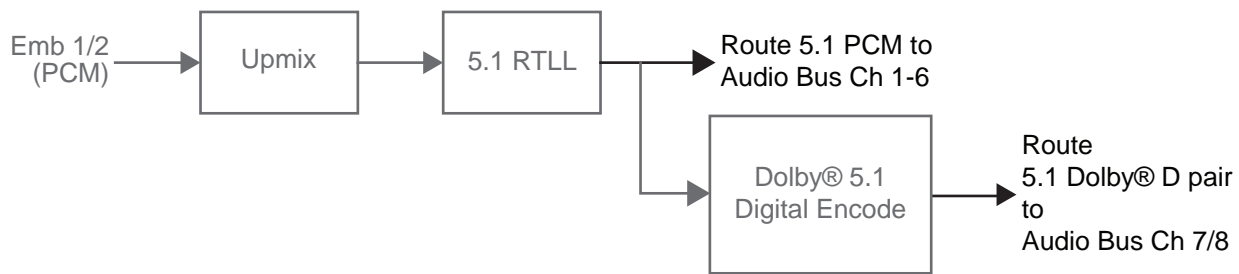 Emb 1/2
(PCM)
Upmix
5.1 RTLL
Route 5.1 PCM to
Audio Bus Ch 1-6
Dolby® 5.1
Digital Encode
Route
5.1 Dolby® D pair
to
Audio Bus Ch 7/8